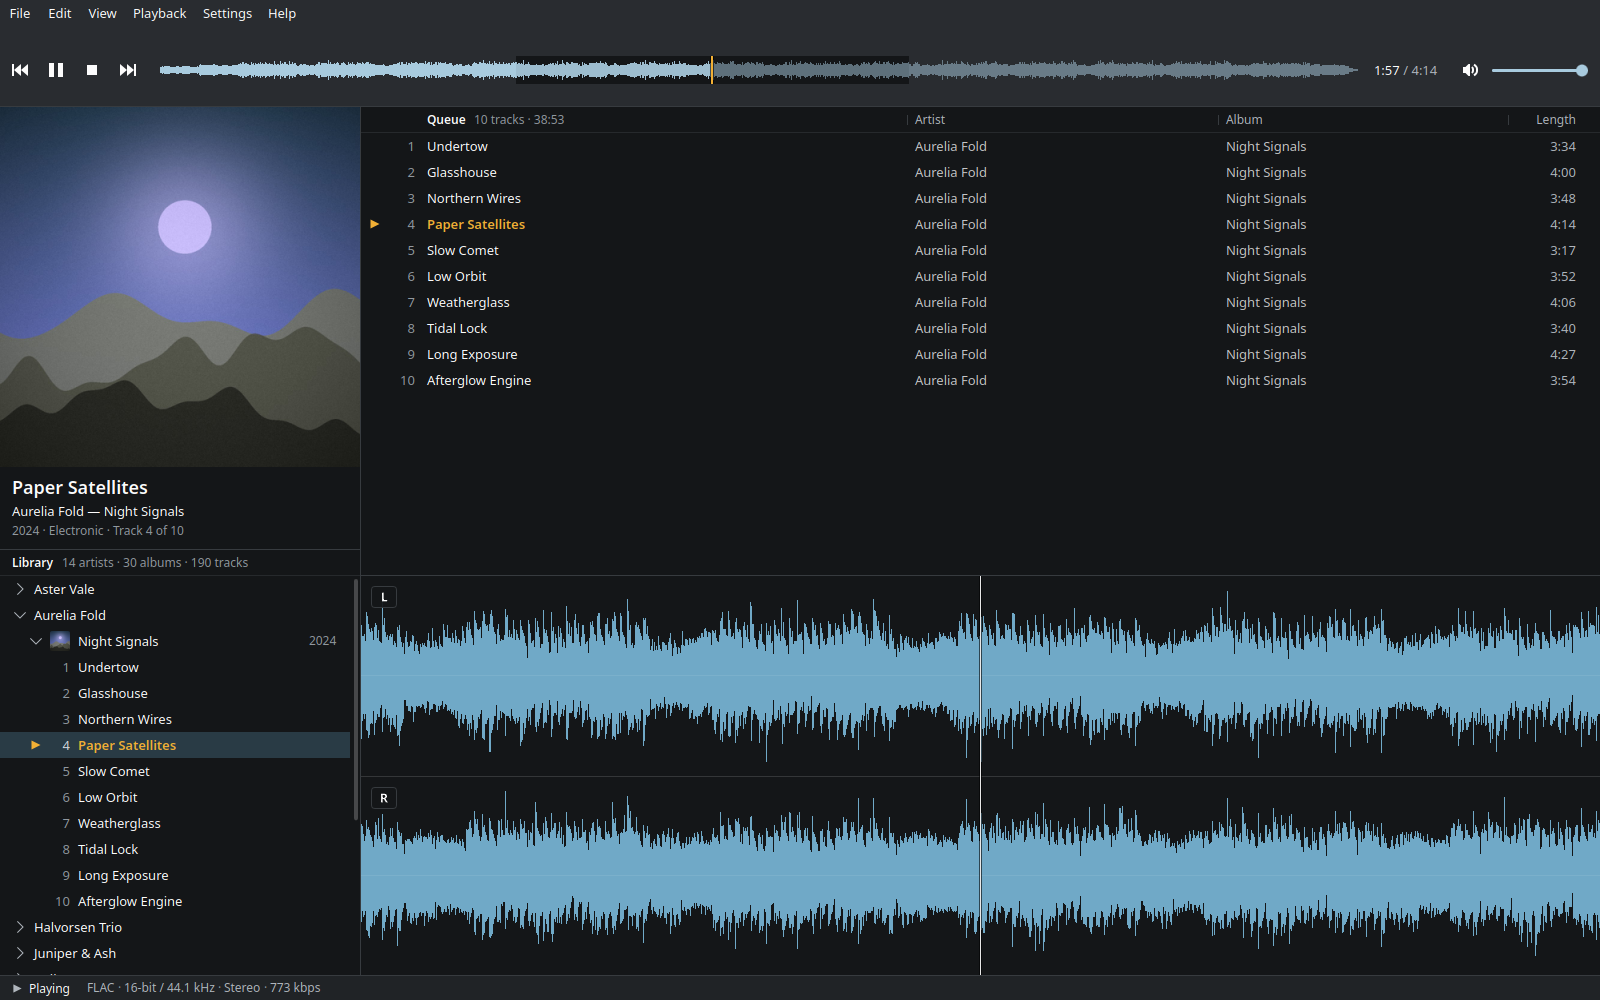 File Edit View Playback Settings Help
1:57 / 4:14
Queue 10 tracks · 38:53 Artist Album Length
1 Undertow Aurelia Fold Night Signals 3:34
2 Glasshouse Aurelia Fold Night Signals 4:00
3 Northern Wires Aurelia Fold Night Signals 3:48
4 Paper Satellites Aurelia Fold Night Signals 4:14
5 Slow Comet Aurelia Fold Night Signals 3:17
6 Low Orbit Aurelia Fold Night Signals 3:52
7 Weatherglass Aurelia Fold Night Signals 4:06
8 Tidal Lock Aurelia Fold Night Signals 3:40
9 Long Exposure Aurelia Fold Night Signals 4:27
10 Afterglow Engine Aurelia Fold Night Signals 3:54
Paper Satellites
Aurelia Fold — Night Signals
2024 · Electronic · Track 4 of 10
Library 14 artists · 30 albums · 190 tracks
Aster Vale
Aurelia Fold
Night Signals 2024
1 Undertow
2 Glasshouse
3 Northern Wires
4 Paper Satellites
5 Slow Comet
6 Low Orbit
7 Weatherglass
8 Tidal Lock
9 Long Exposure
10 Afterglow Engine
Halvorsen Trio
Juniper & Ash
L
R
Playing FLAC · 16-bit / 44.1 kHz · Stereo · 773 kbps